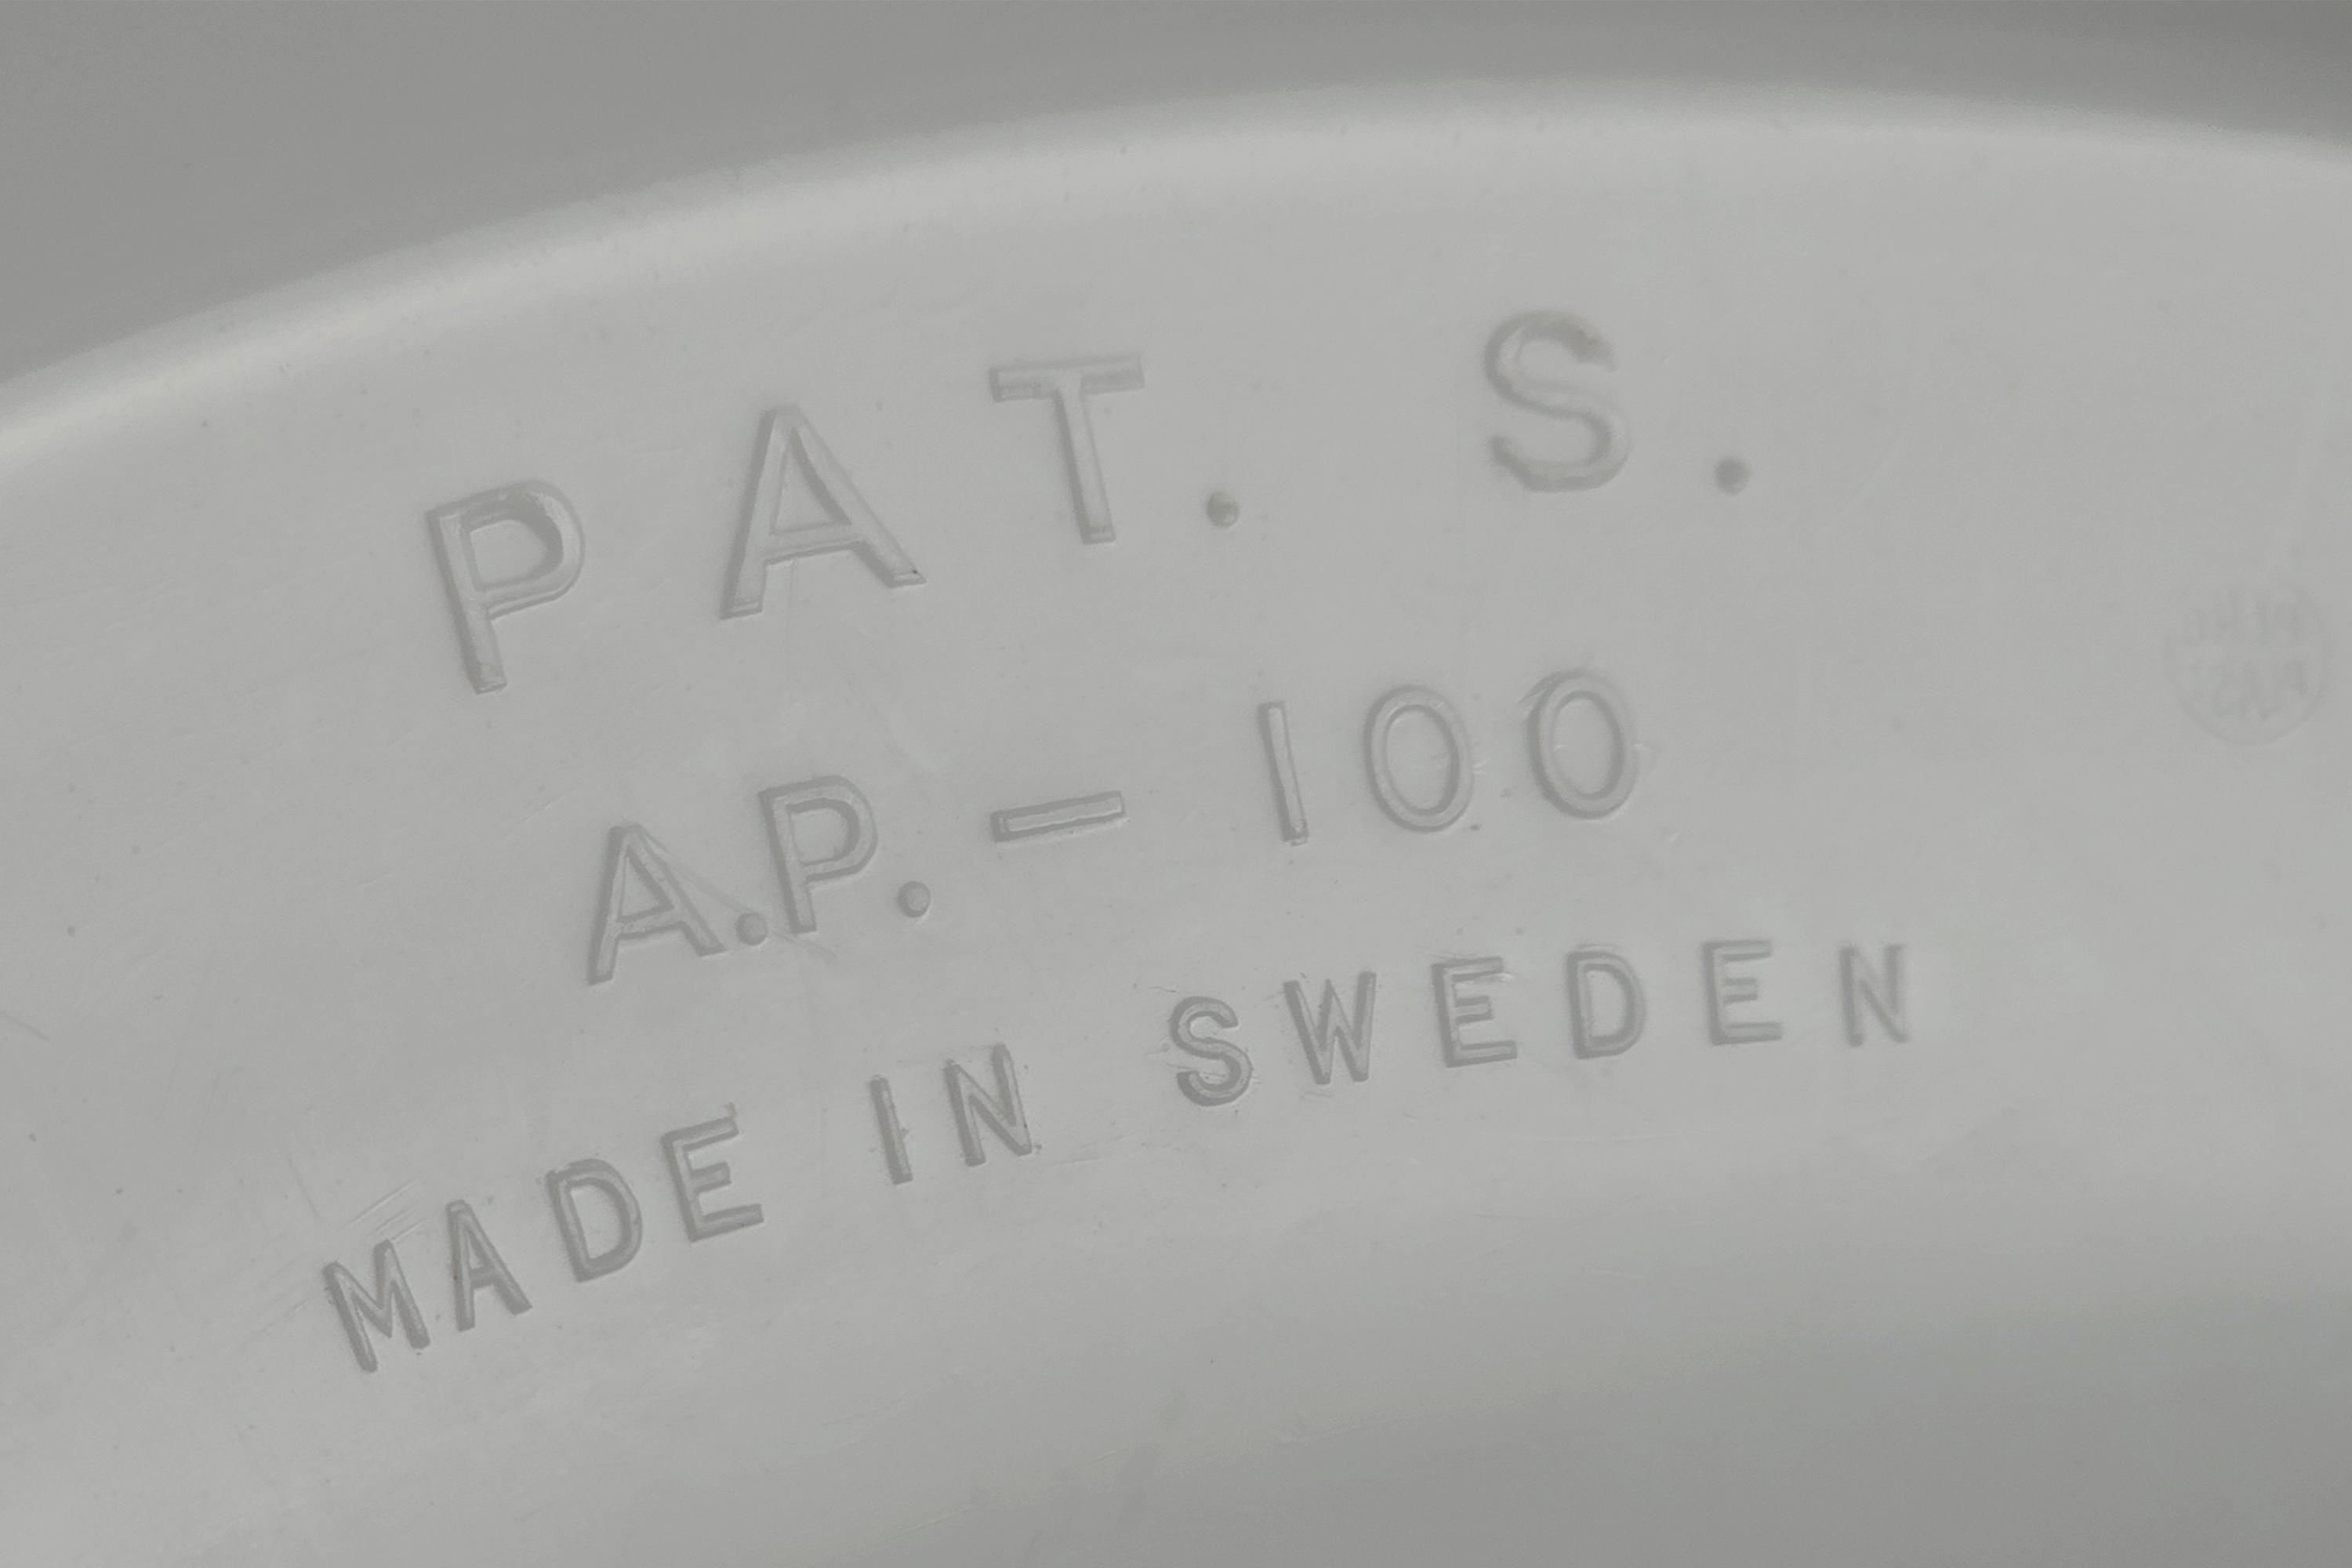 PAT. S.
A.P.— 100
MADE IN SWEDEN